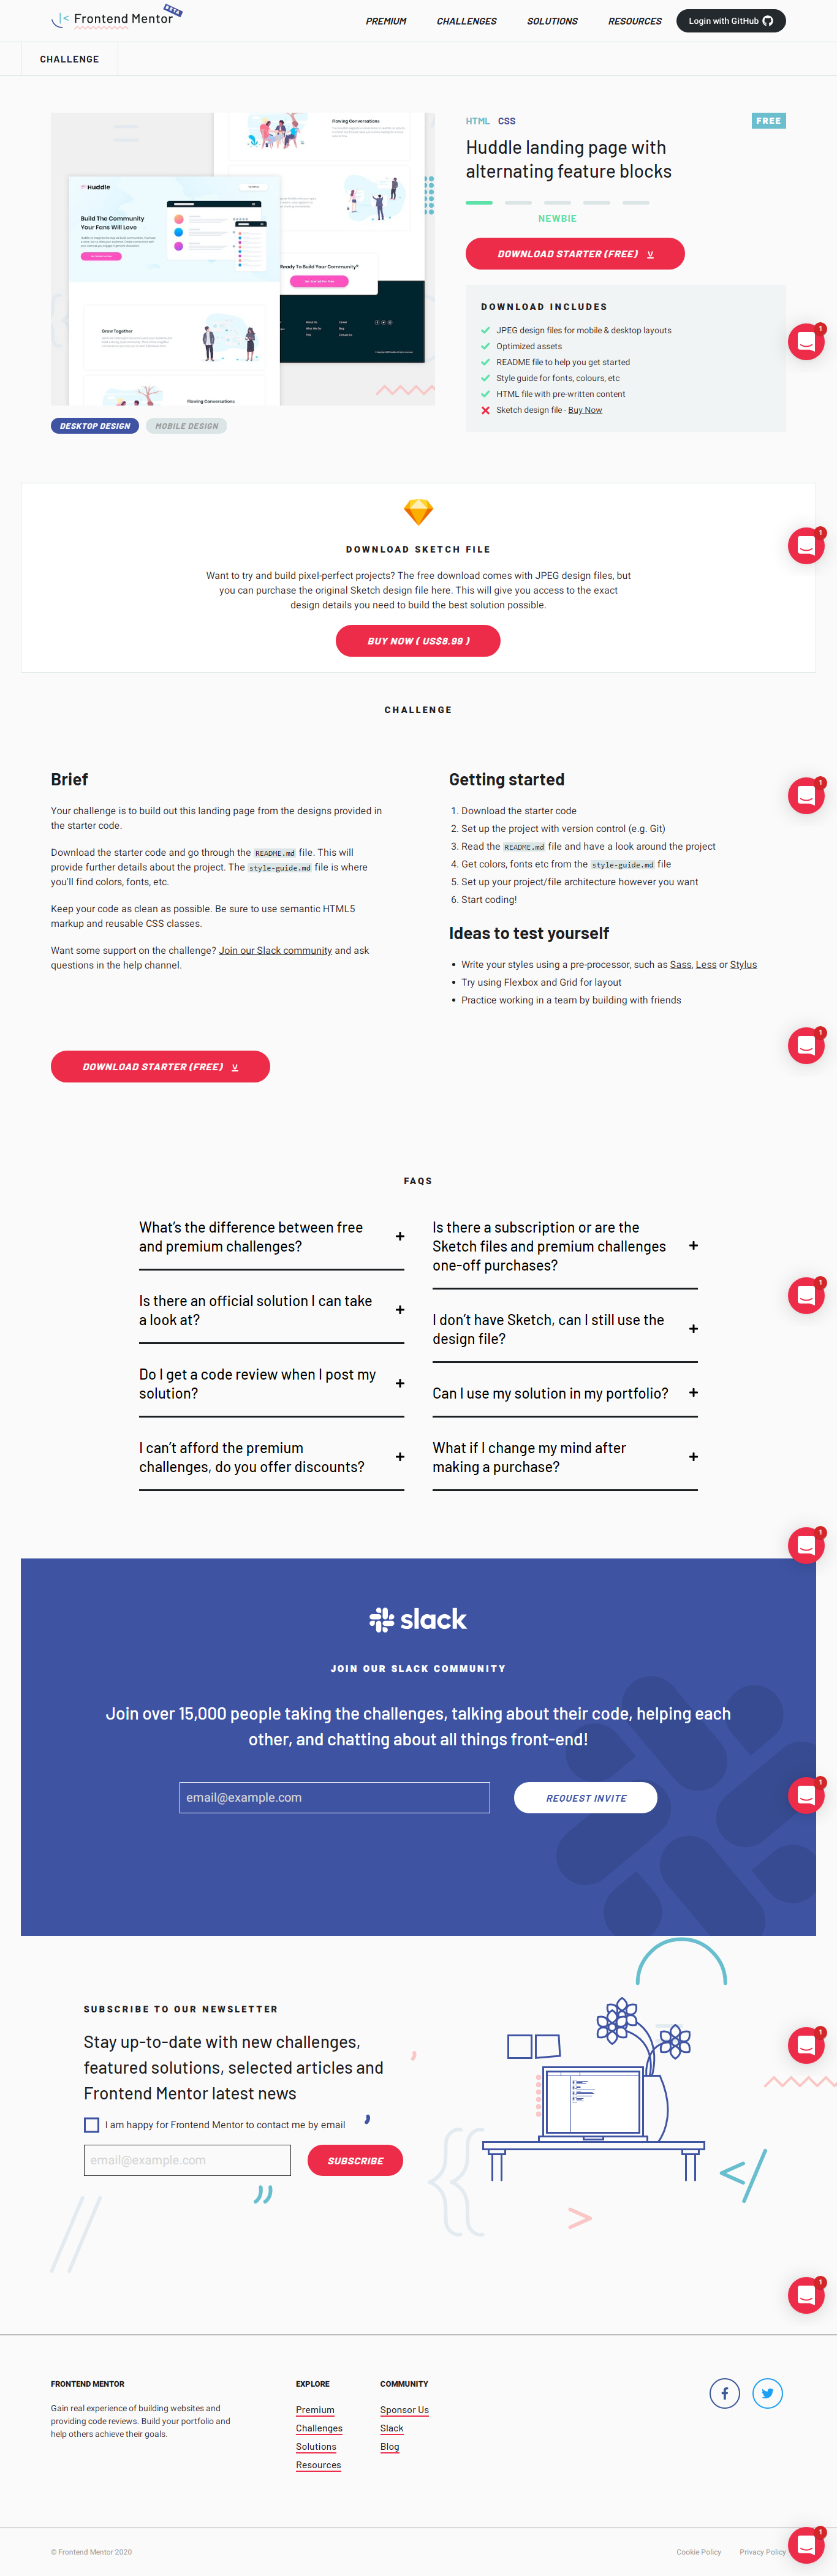 Frontend Mentor
BETA
PREMIUM
CHALLENGES
SOLUTIONS
RESOURCES
Login with GitHub
CHALLENGE
Flowing Conversations
Huddle
Build The Community
Your Fans Will Love
Ready To Build Your Community?
Grow Together
Flowing Conversations
DESKTOP DESIGN
MOBILE DESIGN
HTML CSS
FREE
Huddle landing page with
alternating feature blocks
NEWBIE
DOWNLOAD STARTER (FREE)
DOWNLOAD INCLUDES
JPEG design files for mobile & desktop layouts
Optimized assets
README file to help you get started
Style guide for fonts, colours, etc
HTML file with pre-written content
Sketch design file - Buy Now
1
1
DOWNLOAD SKETCH FILE
Want to try and build pixel-perfect projects? The free download comes with JPEG design files, but
you can purchase the original Sketch design file here. This will give you access to the exact
design details you need to build the best solution possible.
BUY NOW ( US$8.99 )
CHALLENGE
Brief
Your challenge is to build out this landing page from the designs provided in
the starter code.
Download the starter code and go through the README.md file. This will
provide further details about the project. The style-guide.md file is where
you'll find colors, fonts, etc.
Keep your code as clean as possible. Be sure to use semantic HTML5
markup and reusable CSS classes.
Want some support on the challenge? Join our Slack community and ask
questions in the help channel.
Getting started
1. Download the starter code
2. Set up the project with version control (e.g. Git)
3. Read the README.md file and have a look around the project
4. Get colors, fonts etc from the style-guide.md file
5. Set up your project/file architecture however you want
6. Start coding!
Ideas to test yourself
• Write your styles using a pre-processor, such as Sass, Less or Stylus
• Try using Flexbox and Grid for layout
• Practice working in a team by building with friends
1
1
DOWNLOAD STARTER (FREE)
FAQS
What's the difference between free
and premium challenges?
Is there an official solution I can take
a look at?
Do I get a code review when I post my
solution?
I can't afford the premium
challenges, do you offer discounts?
Is there a subscription or are the
Sketch files and premium challenges
one-off purchases?
I don't have Sketch, can I still use the
design file?
Can I use my solution in my portfolio?
What if I change my mind after
making a purchase?
1
1
slack
JOIN OUR SLACK COMMUNITY
Join over 15,000 people taking the challenges, talking about their code, helping each
other, and chatting about all things front-end!
email@example.com
REQUEST INVITE
1
SUBSCRIBE TO OUR NEWSLETTER
Stay up-to-date with new challenges,
featured solutions, selected articles and
Frontend Mentor latest news
I am happy for Frontend Mentor to contact me by email
email@example.com
SUBSCRIBE
1
1
FRONTEND MENTOR
Gain real experience of building websites and
providing code reviews. Build your portfolio and
help others achieve their goals.
EXPLORE
Premium
Challenges
Solutions
Resources
COMMUNITY
Sponsor Us
Slack
Blog
© Frontend Mentor 2020
Cookie Policy
Privacy Policy
1